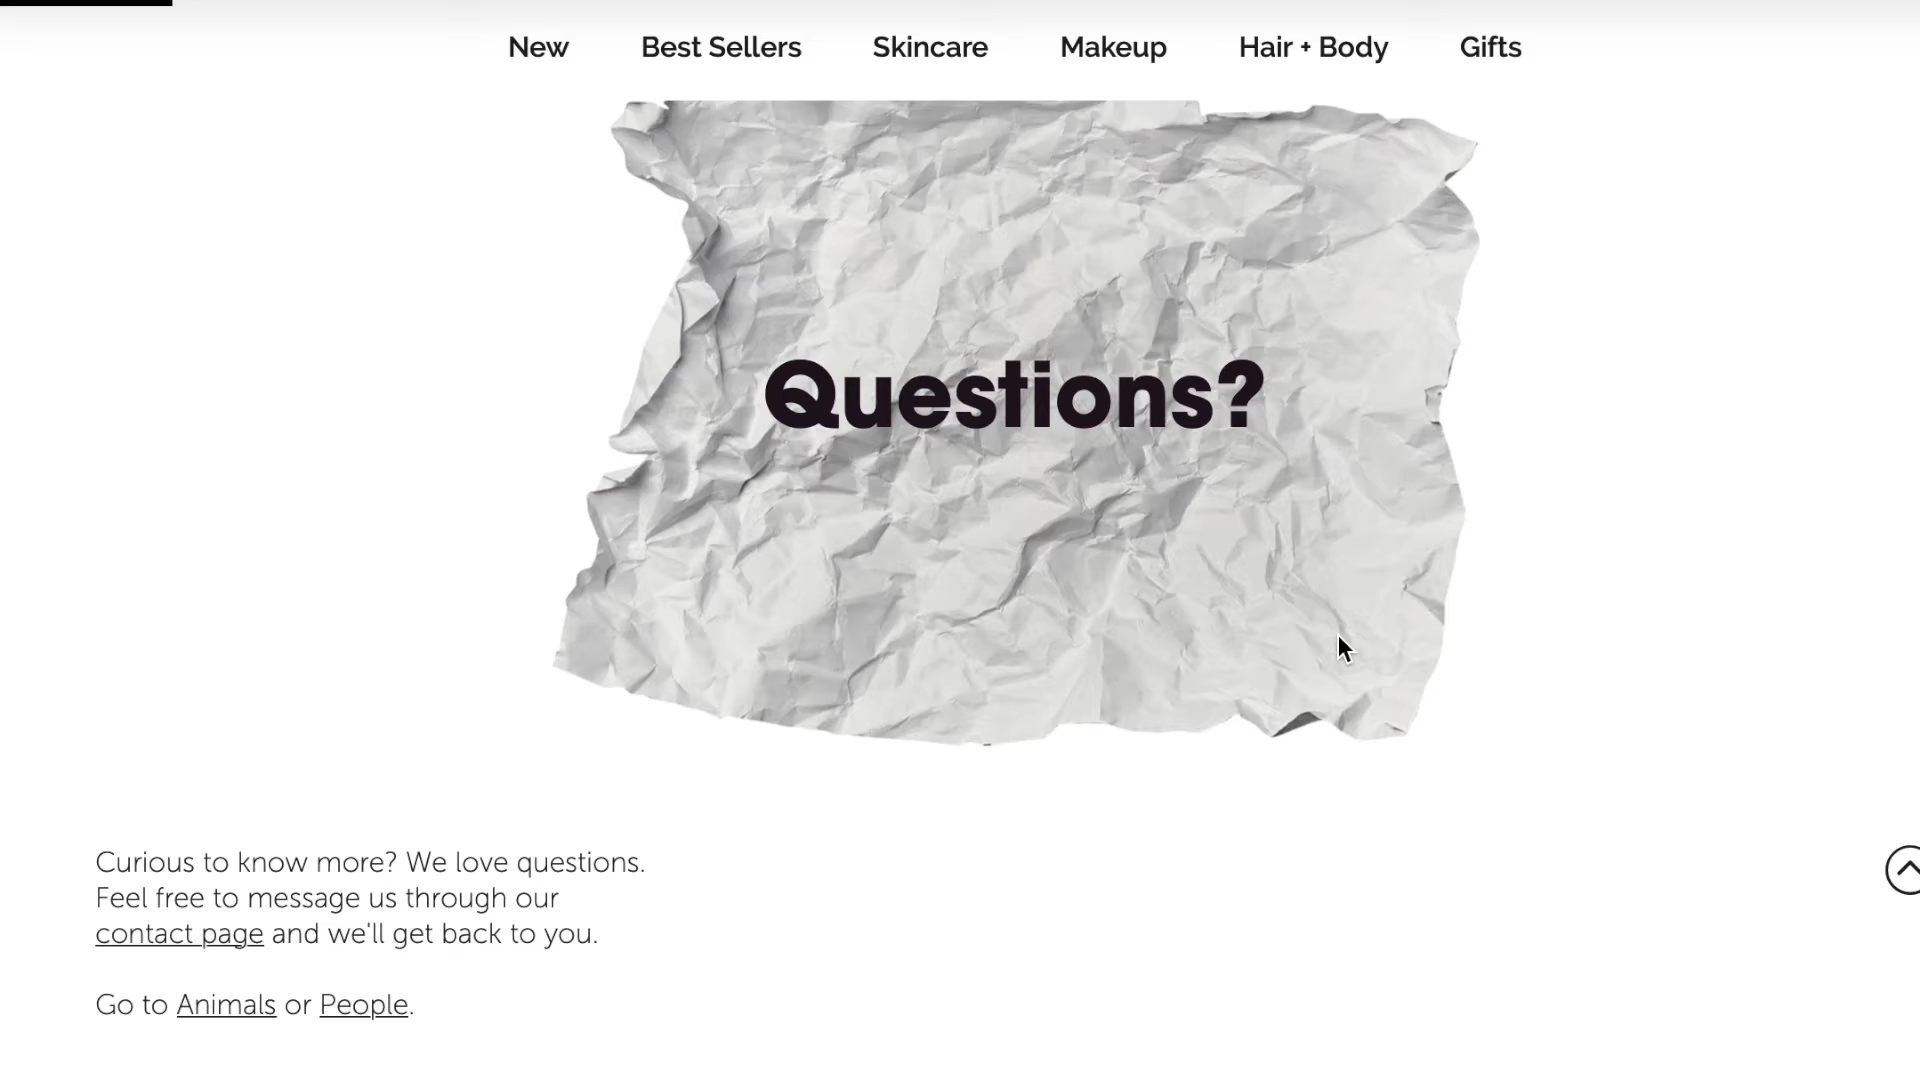 New Best Sellers Skincare Makeup Hair + Body Gifts
Questions?
Curious to know more? We love questions.
Feel free to message us through our
contact page and we'll get back to you.
Go to Animals or People.